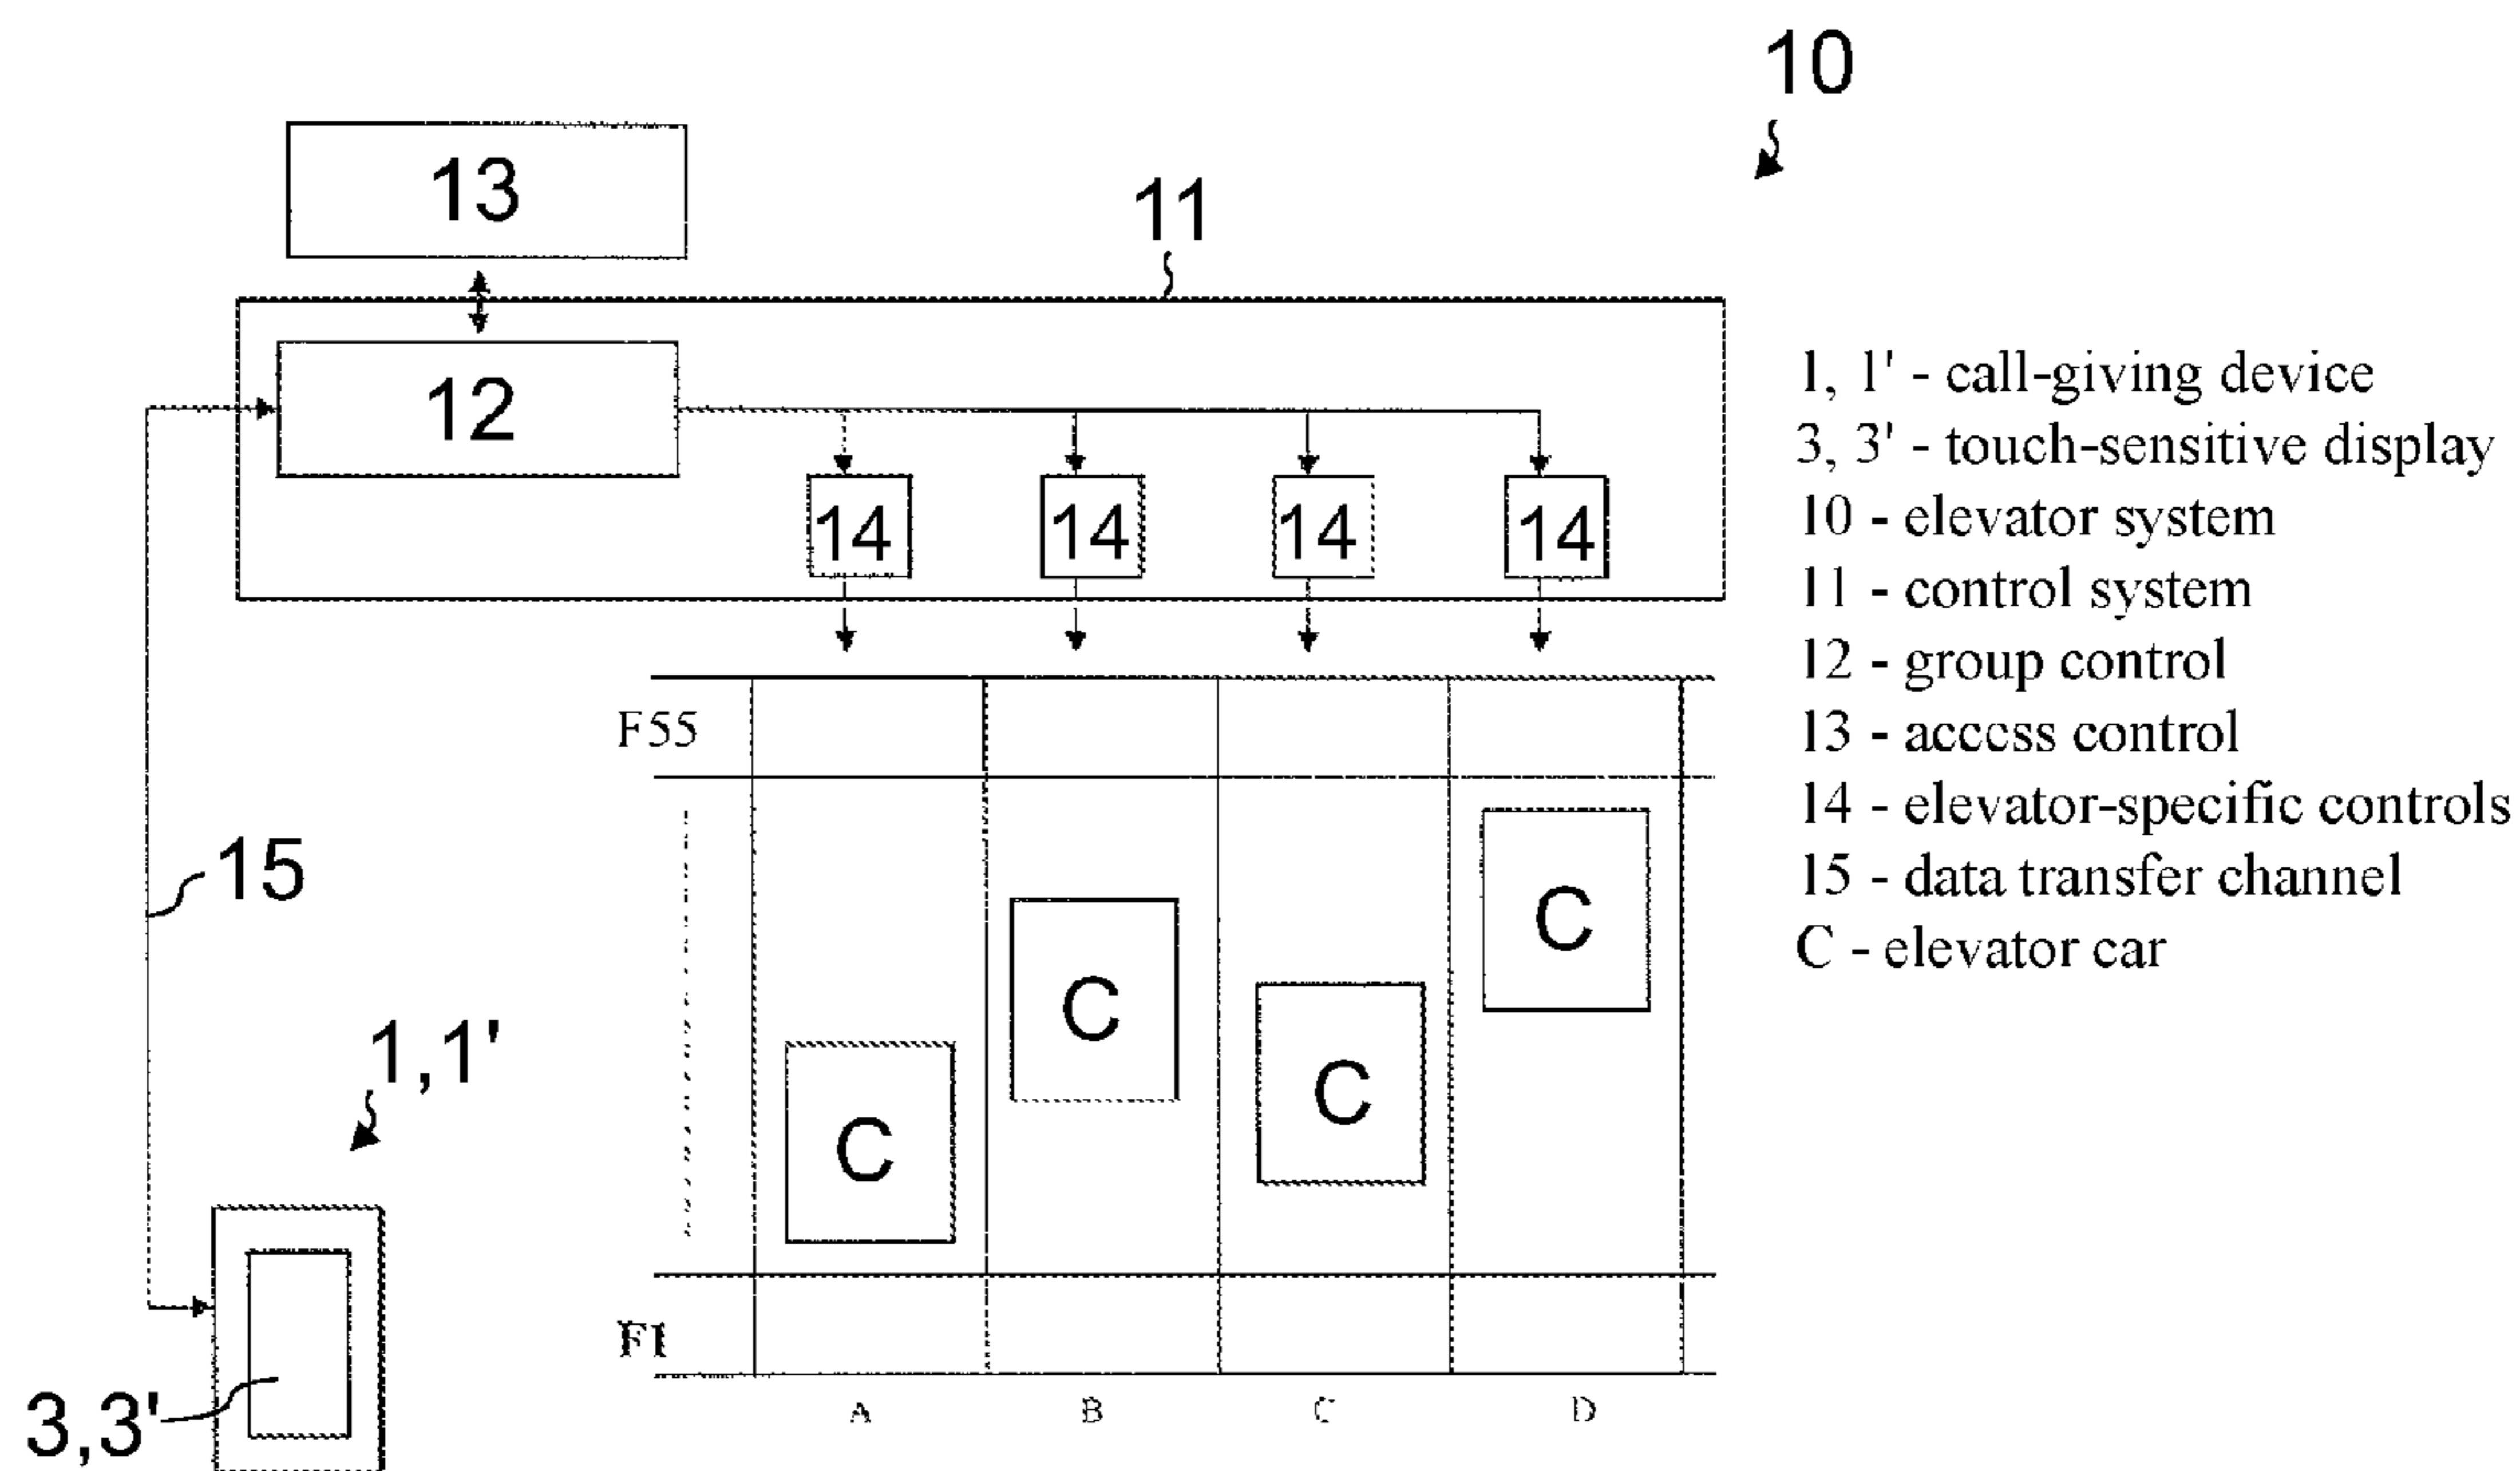 10
13
11
12
14 14 14 14
1, 1' - call-giving device
3, 3' - touch-sensitive display
10 - elevator system
11 - control system
12 - group control
13 - access control
14 - elevator-specific controls
15 - data transfer channel
C - elevator car
F55
15
C
C
C
C
1,1'
F1
3,3'
A B C D